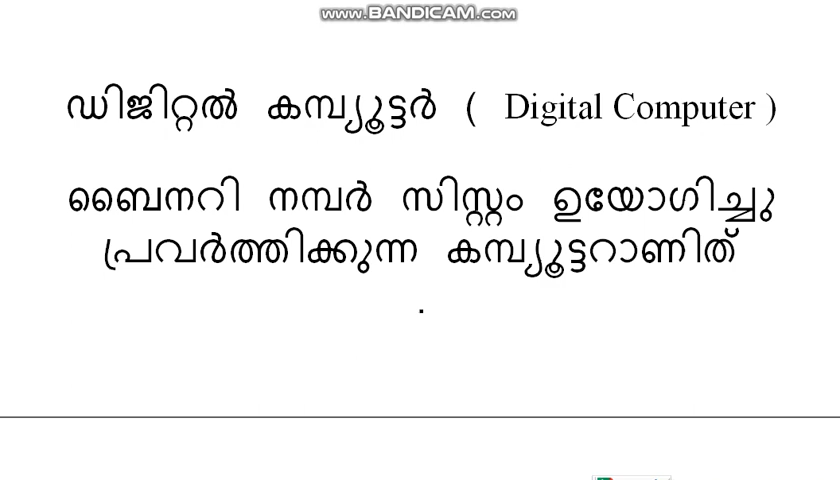 www.BANDICAM.com
ഡിജിറ്റൽ കമ്പ്യൂട്ടർ ( Digital Computer )
ബൈനറി നമ്പർ സിസ്റ്റം ഉയോഗിച്ചു
പ്രവർത്തിക്കുന്ന കമ്പ്യൂട്ടറാണിത്
.